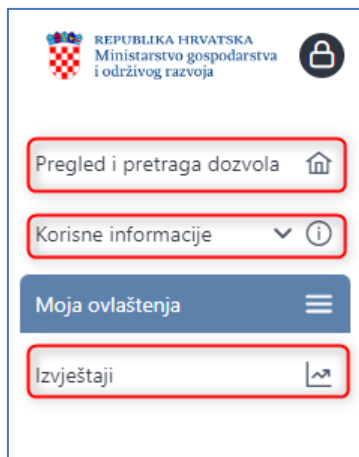 REPUBLIKA HRVATSKA
Ministarstvo gospodarstva
i održivog razvoja
Pregled i pretraga dozvola
Korisne informacije
Moja ovlaštenja
Izvještaji